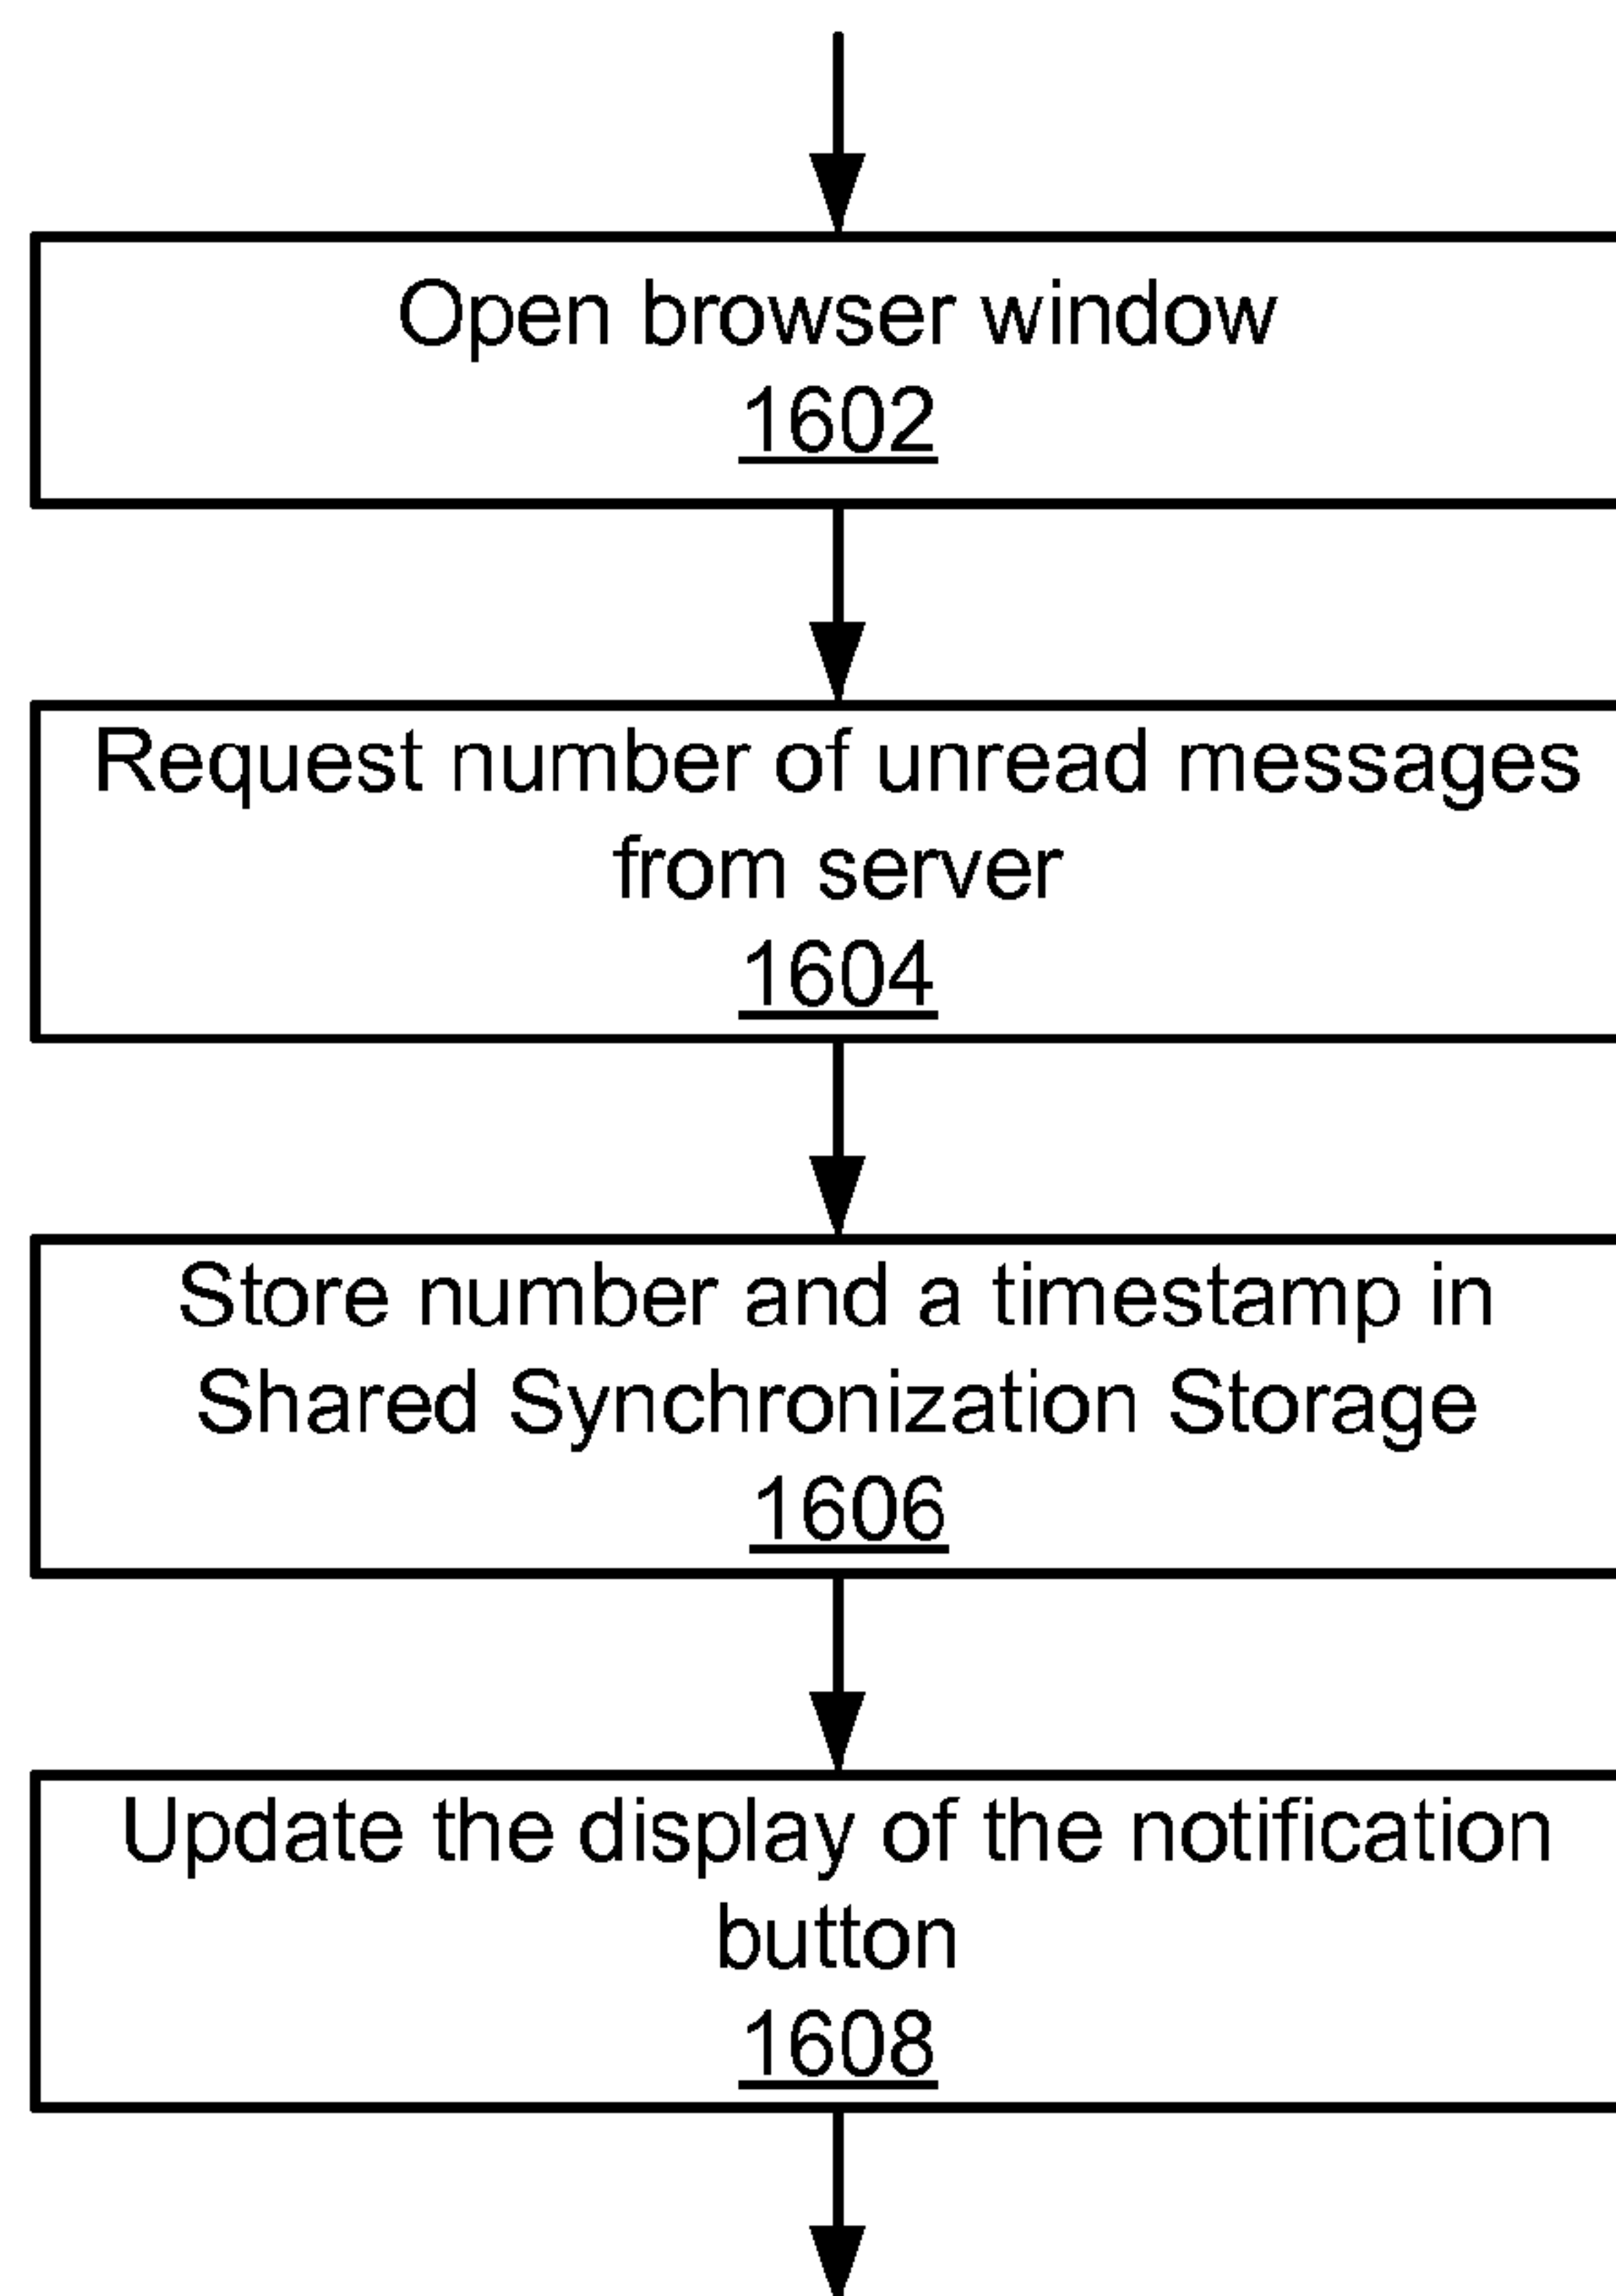 Open browser window
1602
Request number of unread messages
from server
1604
Store number and a timestamp in
Shared Synchronization Storage
1606
Update the display of the notification
button
1608